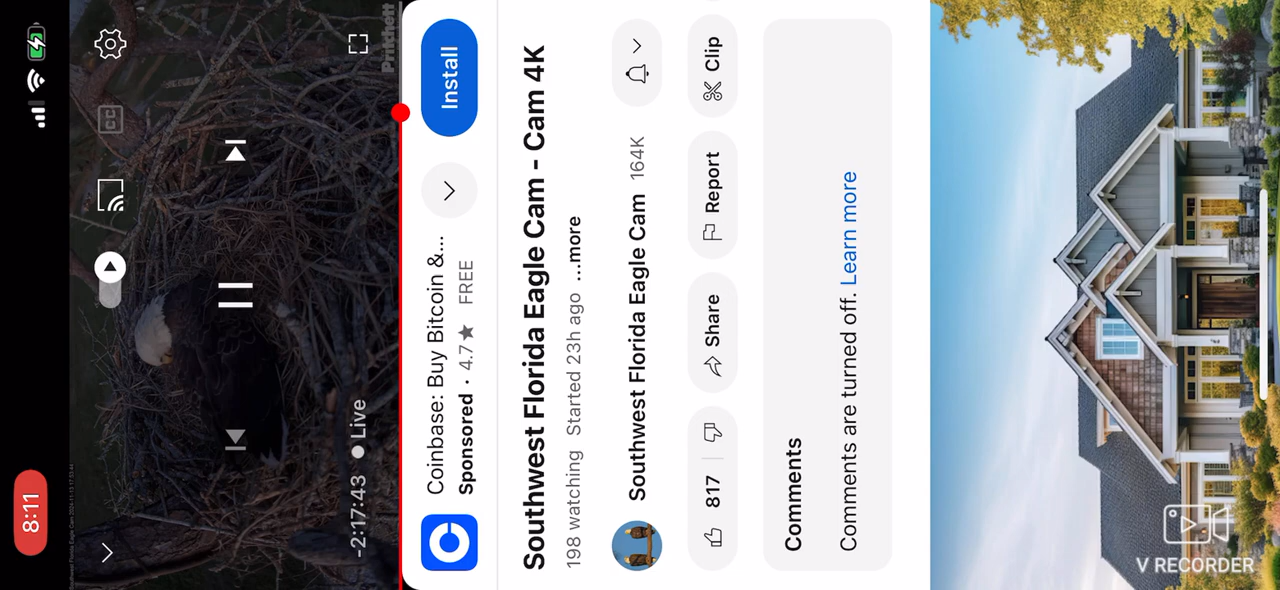 8:11
CC
Pritchett
-2:17:43 Live
Coinbase: Buy Bitcoin &...
Sponsored · 4.7 ★ FREE
Install
Southwest Florida Eagle Cam - Cam 4K
198 watching Started 23h ago ...more
Southwest Florida Eagle Cam 164K
817 Share Report Clip
Comments
Comments are turned off. Learn more
V RECORDER